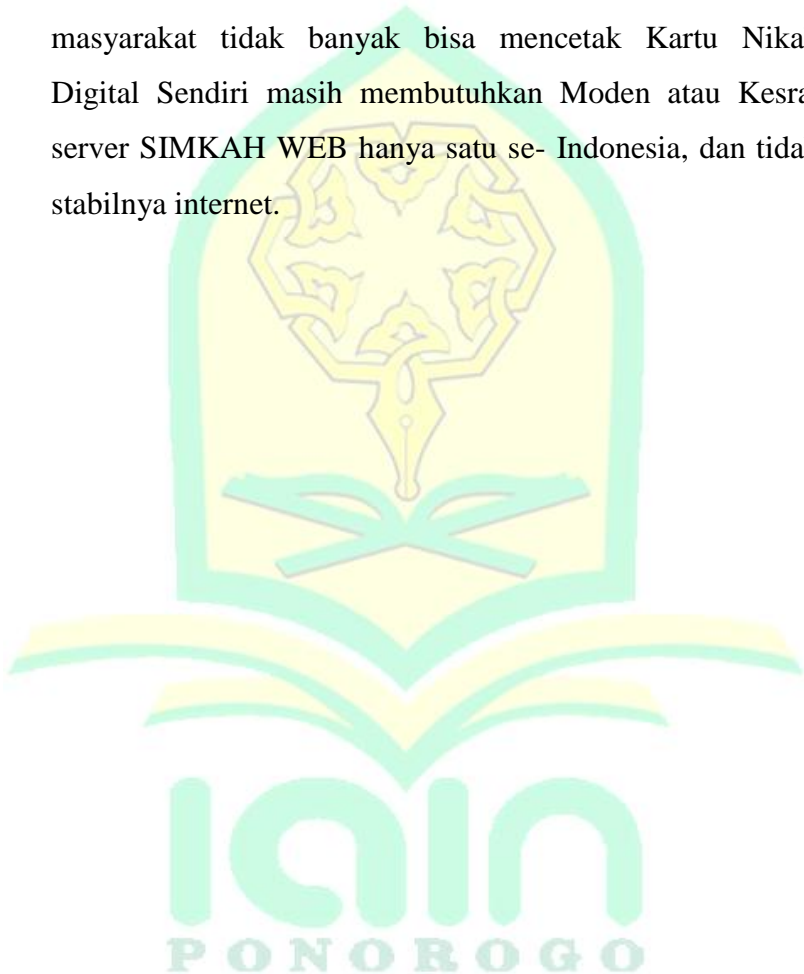 masyarakat tidak banyak bisa mencetak Kartu Nika
Digital Sendiri masih membutuhkan Moden atau Kesra
server SIMKAH WEB hanya satu se- Indonesia, dan tida
stabilnya internet.
iain
PONOROGO